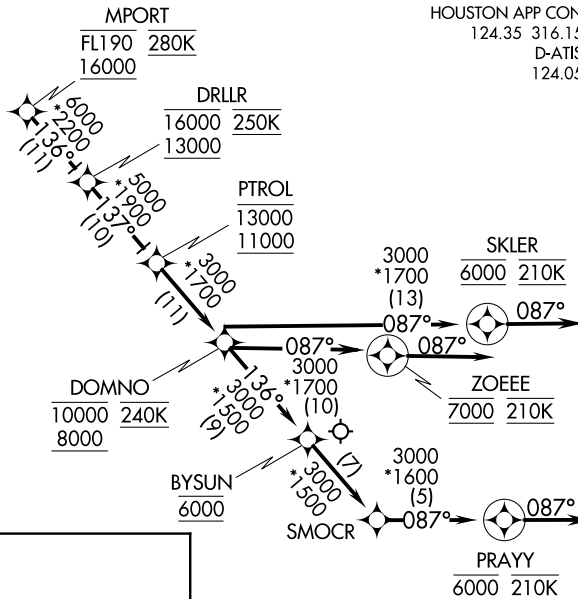 MPORT
FL190 280K
16000
HOUSTON APP CON
124.35 316.15
D-ATIS
124.05
DRLLR
16000 250K
13000
6000
*2200
136°
(11)
PTROL
13000
11000
5000
*1900
137°
(10)
3000
*1700
(11)
3000
*1700
(13)
087°
SKLER
6000 210K
087°
087°
3000
*1700
(10)
087°
ZOEEE
7000 210K
DOMNO
10000 240K
8000
136°
3000
*1500
(9)
BYSUN
6000
(7)
3000
*1500
SMOCR
3000
*1600
(5)
087°
087°
PRAYY
6000 210K